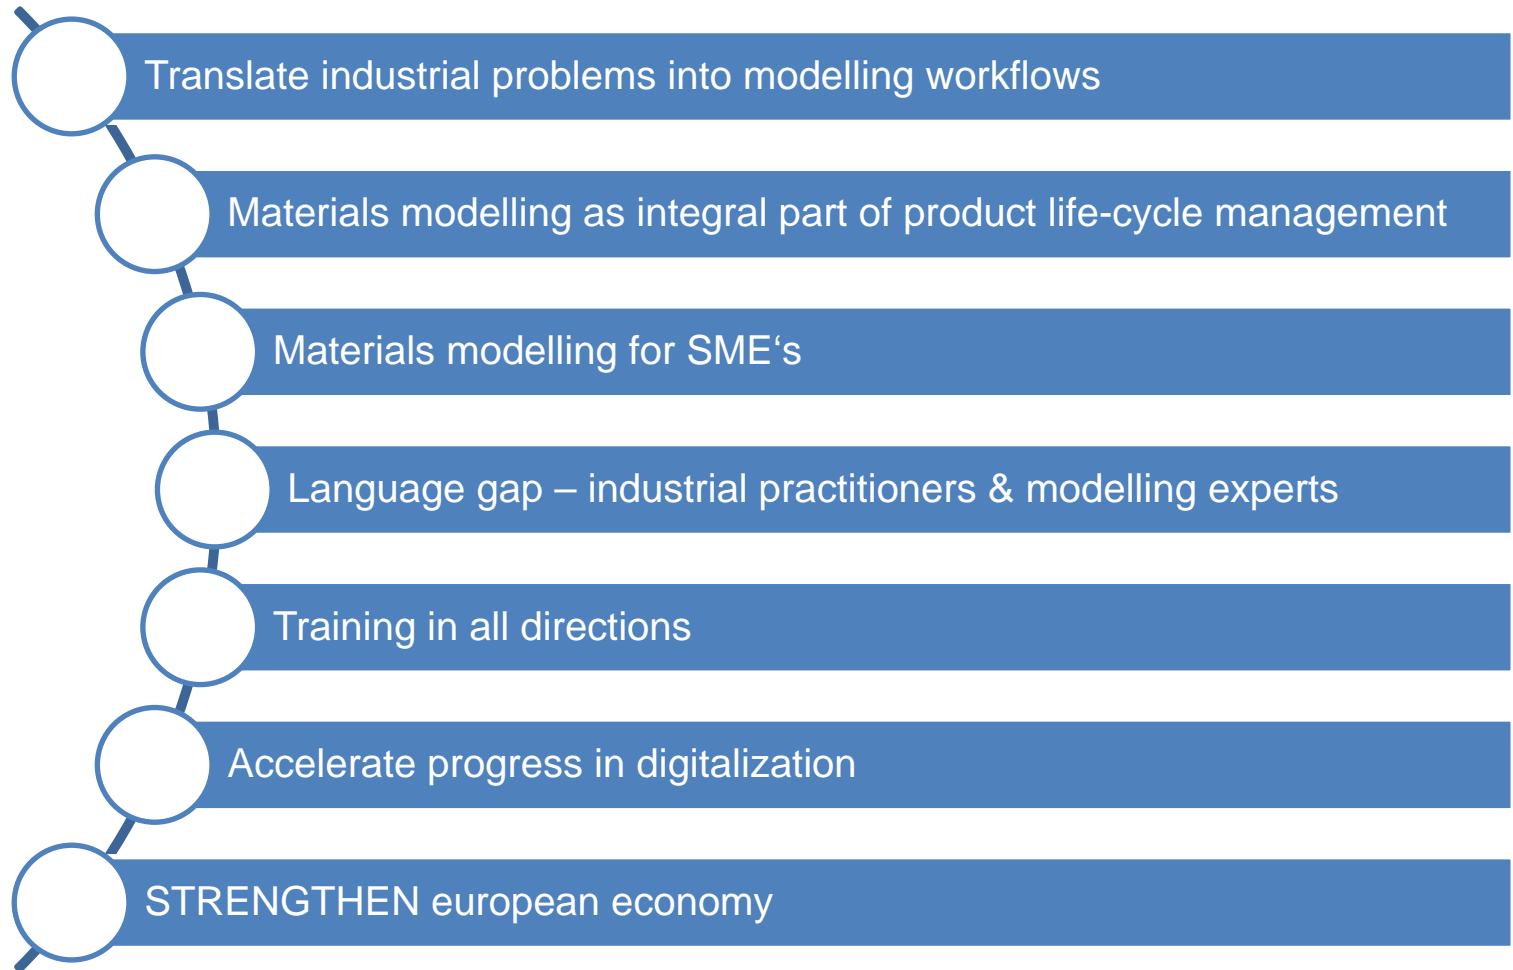 Translate industrial problems into modelling workflows
Materials modelling as integral part of product life-cycle management
Materials modelling for SME‘s
Language gap – industrial practitioners & modelling experts
Training in all directions
Accelerate progress in digitalization
STRENGTHEN european economy